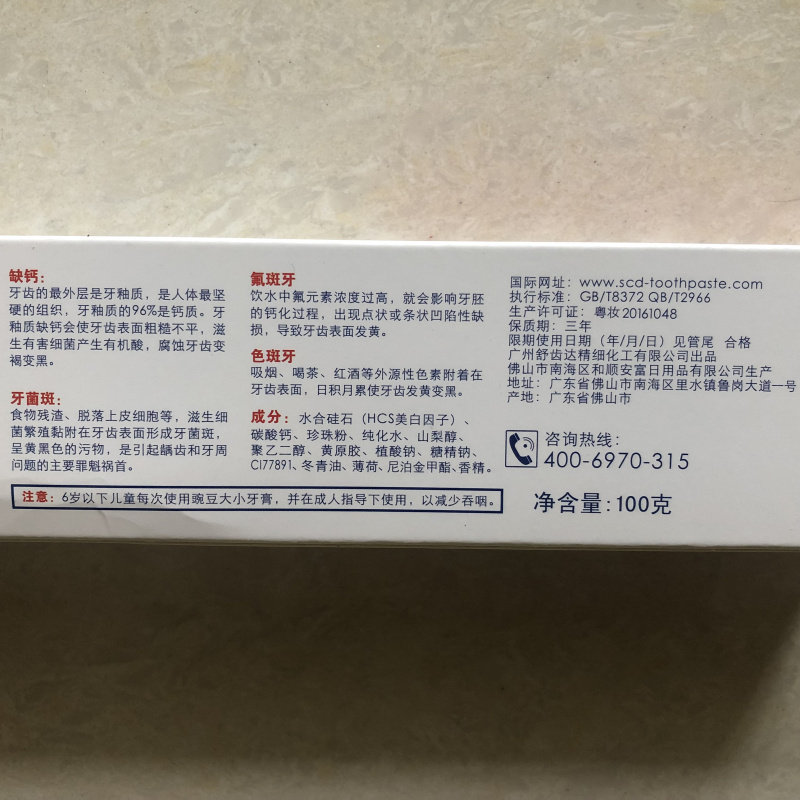 缺钙：
牙齿的最外层是牙釉质，是人体最坚
硬的组织，牙釉质的96%是钙质。牙
釉质缺钙会使牙齿表面粗糙不平，滋
生有害细菌产生有机酸，腐蚀牙齿变
褐变黑。
牙菌斑：
食物残渣、脱落上皮细胞等，滋生细
菌繁殖黏附在牙齿表面形成牙菌斑，
呈黄黑色的污物，是引起龋齿和牙周
问题的主要罪魁祸首。
氟斑牙
饮水中氟元素浓度过高，就会影响牙胚
的钙化过程，出现点状或条状凹陷性缺
损，导致牙齿表面发黄。
色斑牙
吸烟、喝茶、红酒等外源性色素附着在
牙齿表面，日积月累使牙齿发黄变黑。
成分：水合硅石（HCS美白因子）、
碳酸钙、珍珠粉、纯化水、山梨醇、
聚乙二醇、黄原胶、植酸钠、糖精钠、
CI77891、冬青油、薄荷、尼泊金甲酯、香精。
注意：6岁以下儿童每次使用豌豆大小牙膏，并在成人指导下使用，以减少吞咽。
国际网址：www.scd-toothpaste.com
执行标准：GB/T8372 QB/T2966
生产许可证：粤妆20161048
保质期：三年
限期使用日期（年/月/日）见管尾 合格
广州舒齿达精细化工有限公司出品
佛山市南海区和顺安富日用品有限公司生产
地址：广东省佛山市南海区里水镇鲁岗大道一号
产地：广东省佛山市
咨询热线：
400-6970-315
净含量：100克